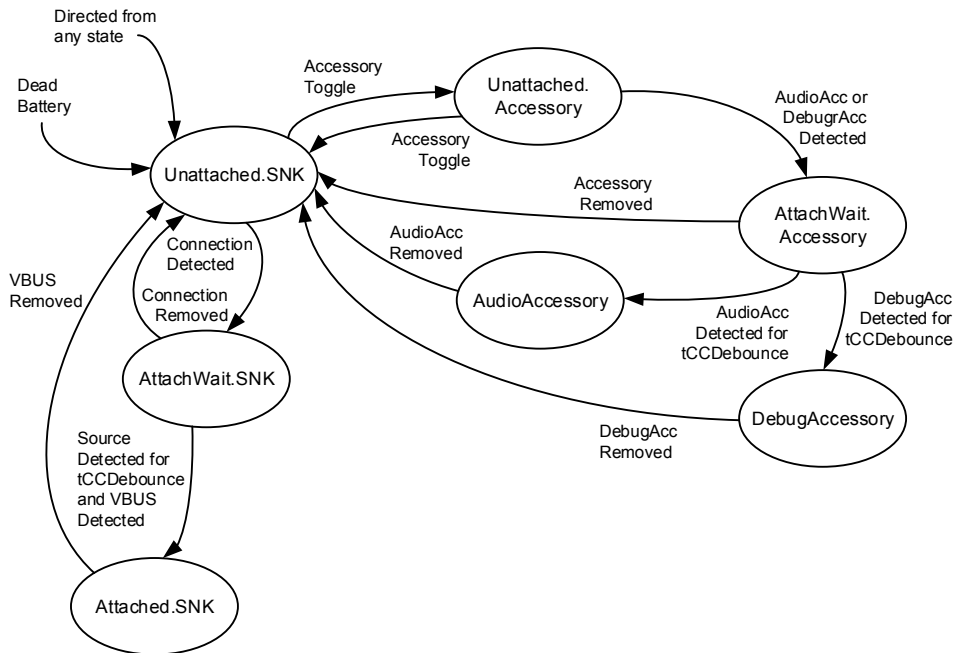 Directed from
any state
Dead
Battery
Accessory
Toggle
Unattached.
Accessory
AudioAcc or
DebugrAcc
Detected
Accessory
Toggle
Unattached.SNK
Accessory
Removed
AttachWait.
Accessory
Connection
Detected
AudioAcc
Removed
VBUS
Removed
Connection
Removed
AudioAccessory
AudioAcc
Detected for
tCCDebounce
DebugAcc
Detected for
tCCDebounce
AttachWait.SNK
DebugAccessory
DebugAcc
Removed
Source
Detected for
tCCDebounce
and VBUS
Detected
Attached.SNK